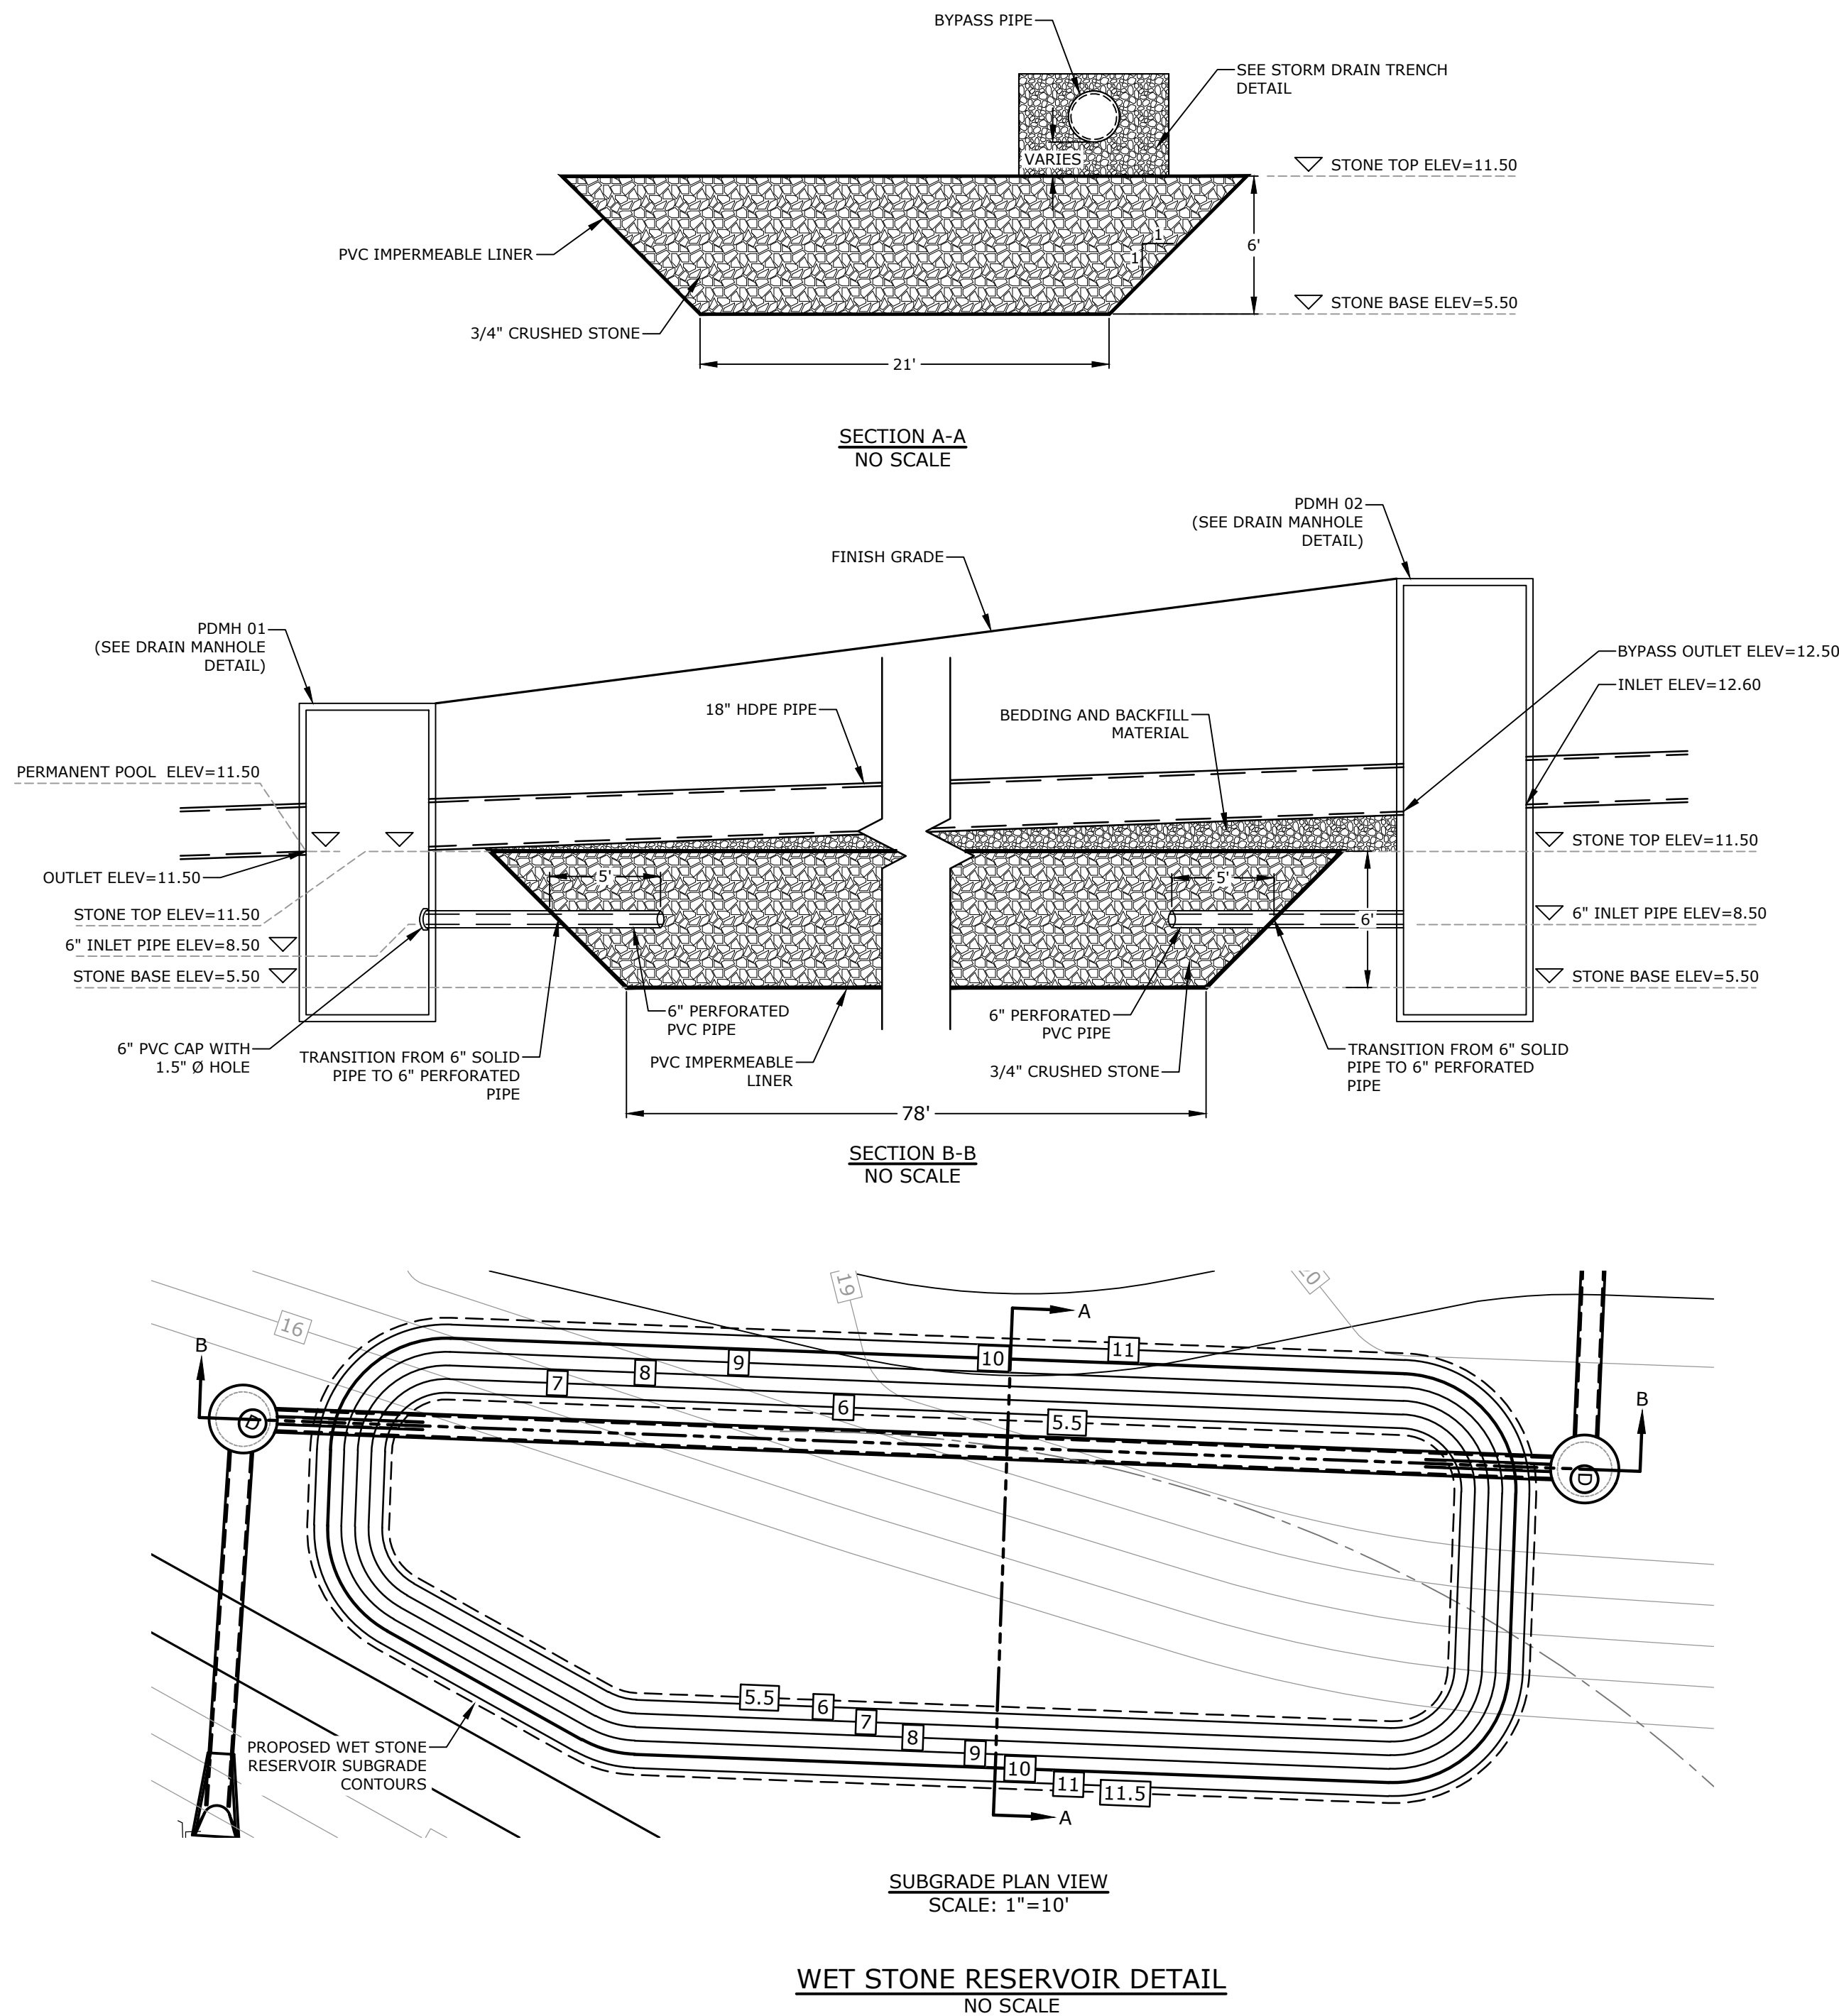 BYPASS PIPE
SEE STORM DRAIN TRENCH
DETAIL
VARIES
STONE TOP ELEV=11.50
PVC IMPERMEABLE LINER
1
1
6'
STONE BASE ELEV=5.50
3/4" CRUSHED STONE
21'
SECTION A-A
NO SCALE
PDMH 02
(SEE DRAIN MANHOLE
DETAIL)
FINISH GRADE
PDMH 01
(SEE DRAIN MANHOLE
DETAIL)
BYPASS OUTLET ELEV=12.50
INLET ELEV=12.60
18" HDPE PIPE
BEDDING AND BACKFILL
MATERIAL
PERMANENT POOL ELEV=11.50
STONE TOP ELEV=11.50
OUTLET ELEV=11.50
5'
5'
STONE TOP ELEV=11.50
6'
6" INLET PIPE ELEV=8.50
6" INLET PIPE ELEV=8.50
STONE BASE ELEV=5.50
STONE BASE ELEV=5.50
6" PERFORATED
PVC PIPE
6" PERFORATED
PVC PIPE
6" PVC CAP WITH
1.5" Ø HOLE
TRANSITION FROM 6" SOLID
PIPE TO 6" PERFORATED
PIPE
PVC IMPERMEABLE
LINER
3/4" CRUSHED STONE
TRANSITION FROM 6" SOLID
PIPE TO 6" PERFORATED
PIPE
78'
SECTION B-B
NO SCALE
19
20
16
A
B
10
11
9
8
7
6
5.5
B
D
D
5.5
6
7
8
9
10
11
11.5
A
PROPOSED WET STONE
RESERVOIR SUBGRADE
CONTOURS
SUBGRADE PLAN VIEW
SCALE: 1"=10'
WET STONE RESERVOIR DETAIL
NO SCALE